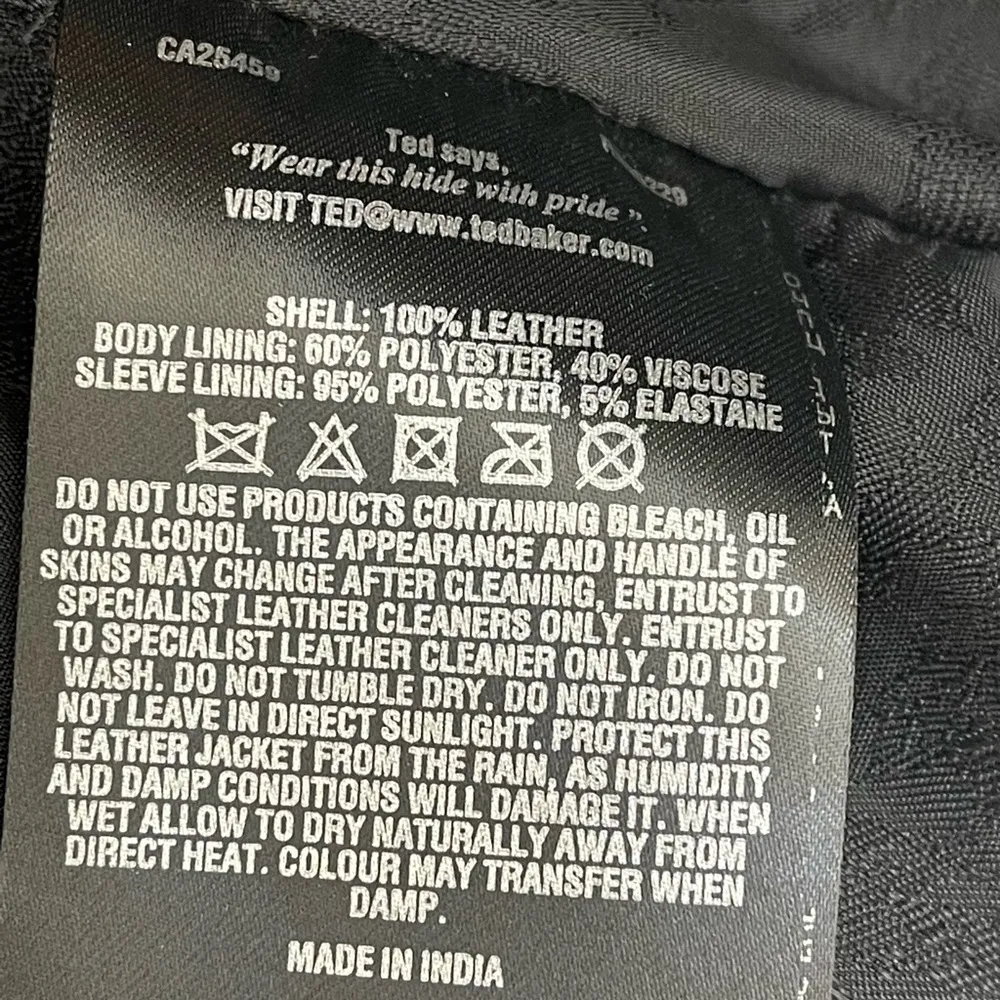 CA25459
Ted says,
“Wear this hide with pride”.
VISIT TED@www.tedbaker.com
SHELL: 100% LEATHER
BODY LINING: 60% POLYESTER, 40% VISCOSE
SLEEVE LINING: 95% POLYESTER, 5% ELASTANE
DO NOT USE PRODUCTS CONTAINING BLEACH, OIL
OR ALCOHOL. THE APPEARANCE AND HANDLE OF
SKINS MAY CHANGE AFTER CLEANING, ENTRUST TO
SPECIALIST LEATHER CLEANERS ONLY. ENTRUST
TO SPECIALIST LEATHER CLEANER ONLY. DO NOT
WASH. DO NOT TUMBLE DRY. DO NOT IRON. DO
NOT LEAVE IN DIRECT SUNLIGHT. PROTECT THIS
LEATHER JACKET FROM THE RAIN, AS HUMIDITY
AND DAMP CONDITIONS WILL DAMAGE IT. WHEN
WET ALLOW TO DRY NATURALLY AWAY FROM
DIRECT HEAT. COLOUR MAY TRANSFER WHEN
DAMP.
MADE IN INDIA